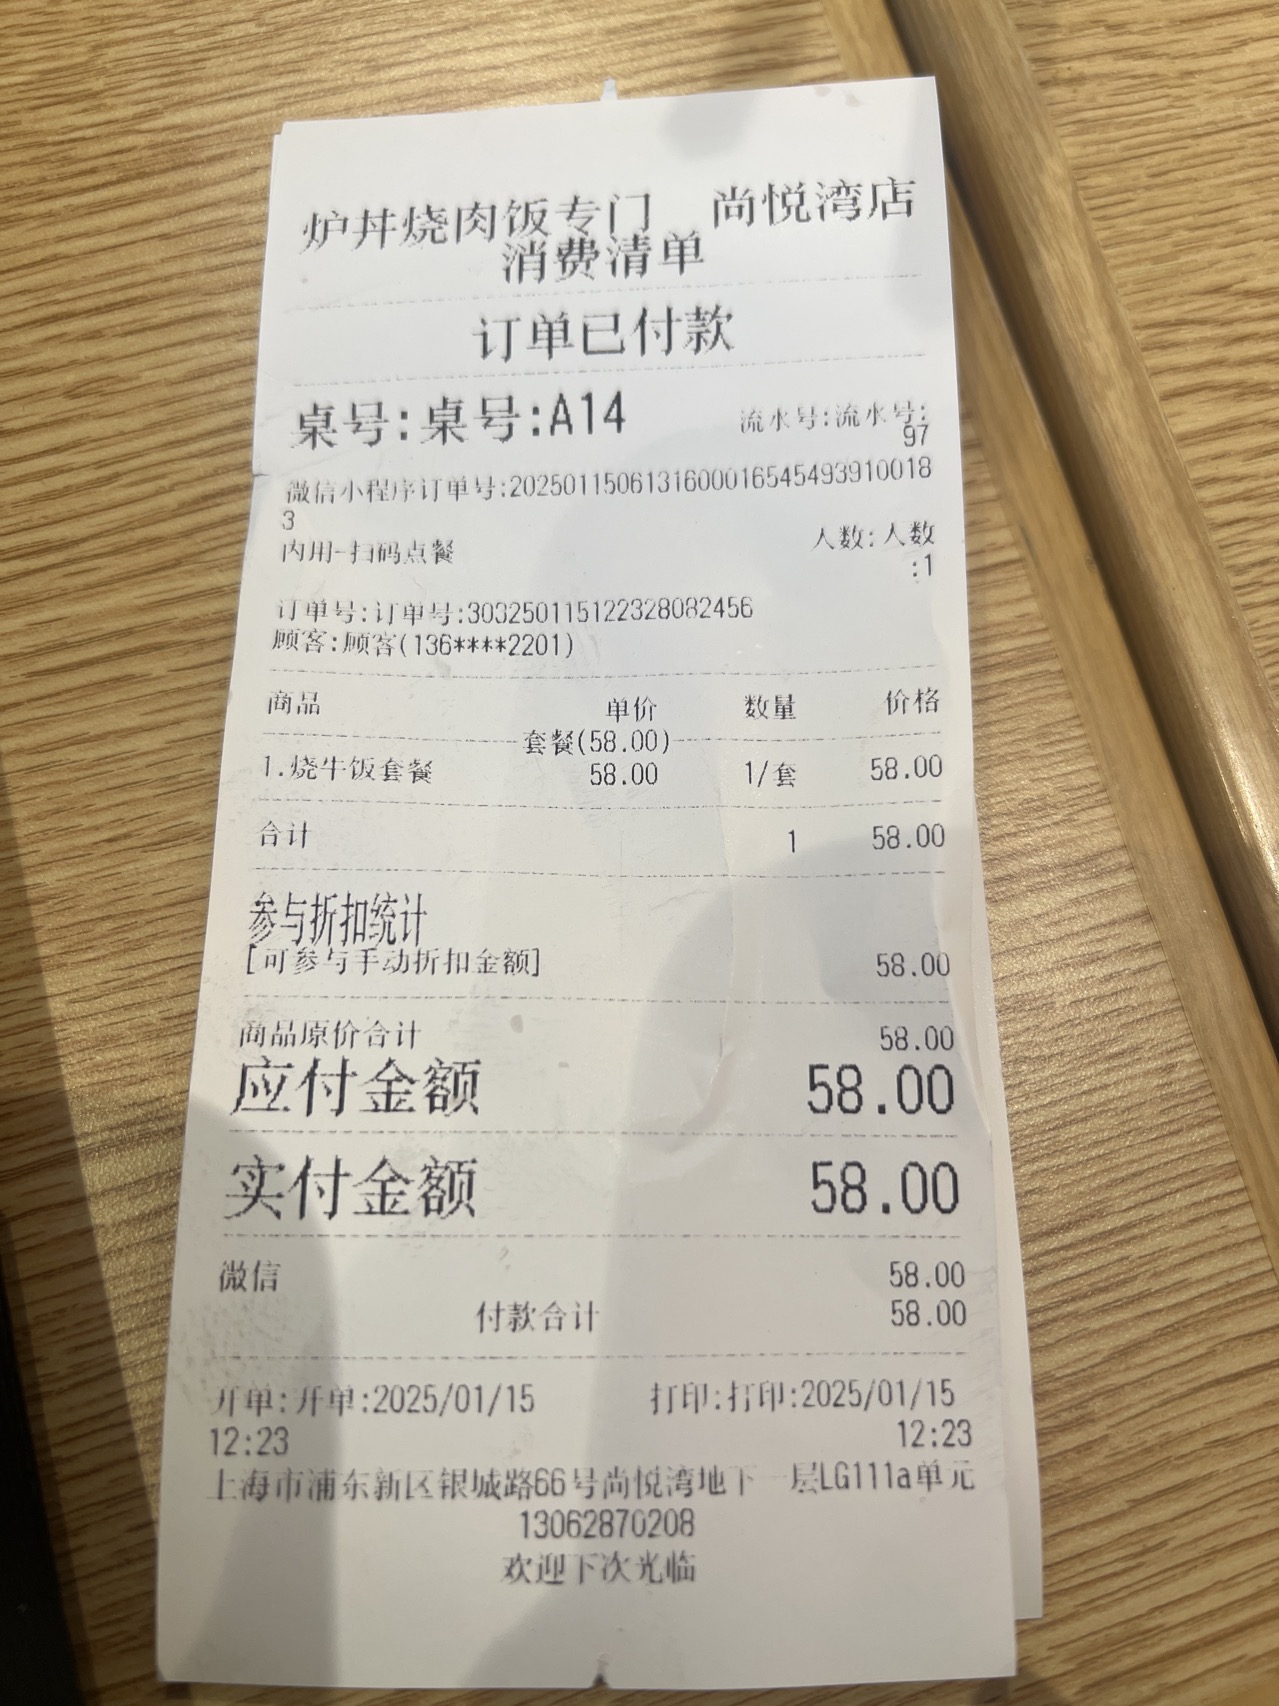 炉丼烧肉饭专门 尚悦湾店
消费清单
订单已付款
桌号:桌号:A14 流水号:流水号:
97
微信小程序订单号:202501150613160001654549391001８
3
内用-扫码点餐 人数:人数
:1
订单号:订单号:303250115122328082456
顾客:顾客(136****2201)
商品 单价 数量 价格
套餐(58.00)
1.烧牛饭套餐 58.00 1/套 58.00
合计 1 58.00
参与折扣统计
[可参与手动折扣金额] 58.00
商品原价合计 58.00
应付金额 58.00
实付金额 58.00
微信 58.00
付款合计 58.00
开单:开单:2025/01/15 打印:打印:2025/01/15
12:23 12:23
上海市浦东新区银城路66号尚悦湾地下一层LG111a单元
13062870208
欢迎下次光临